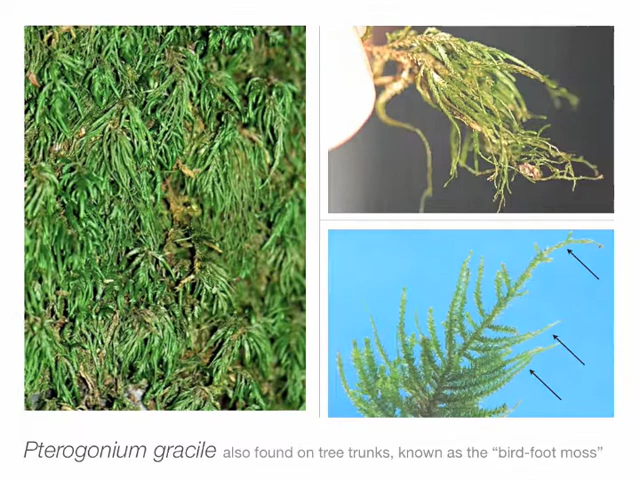 Pterogonium gracile also found on tree trunks, known as the “bird-foot moss”